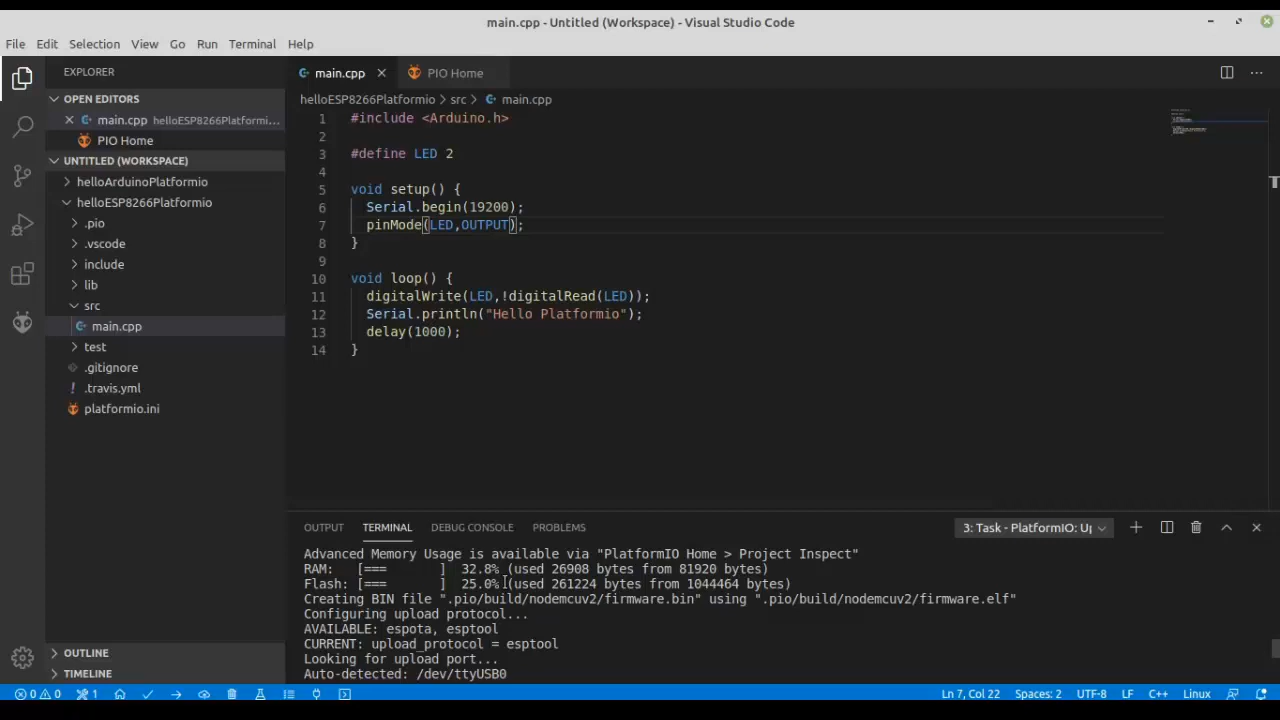 main.cpp - Untitled (Workspace) - Visual Studio Code
File Edit Selection View Go Run Terminal Help
EXPLORER
OPEN EDITORS
main.cpp helloESP8266Platformi...
PIO Home
UNTITLED (WORKSPACE)
helloArduinoPlatformio
helloESP8266Platformio
.pio
.vscode
include
lib
src
main.cpp
test
.gitignore
.travis.yml
platformio.ini
OUTLINE
TIMELINE
main.cpp PIO Home
helloESP8266Platformio > src > main.cpp
1 #include <Arduino.h>
2
3 #define LED 2
4
5 void setup() {
6 Serial.begin(19200);
7 pinMode(LED,OUTPUT);
8 }
9
10 void loop() {
11 digitalWrite(LED,!digitalRead(LED));
12 Serial.println("Hello Platformio");
13 delay(1000);
14 }
OUTPUT TERMINAL DEBUG CONSOLE PROBLEMS 3: Task - PlatformIO: Up
Advanced Memory Usage is available via "PlatformIO Home > Project Inspect"
RAM: [=== ] 32.8% (used 26908 bytes from 81920 bytes)
Flash: [=== ] 25.0% (used 261224 bytes from 1044464 bytes)
Creating BIN file ".pio/build/nodemcuv2/firmware.bin" using ".pio/build/nodemcuv2/firmware.elf"
Configuring upload protocol...
AVAILABLE: espota, esptool
CURRENT: upload_protocol = esptool
Looking for upload port...
Auto-detected: /dev/ttyUSB0
0 0 1 Ln 7, Col 22 Spaces: 2 UTF-8 LF C++ Linux